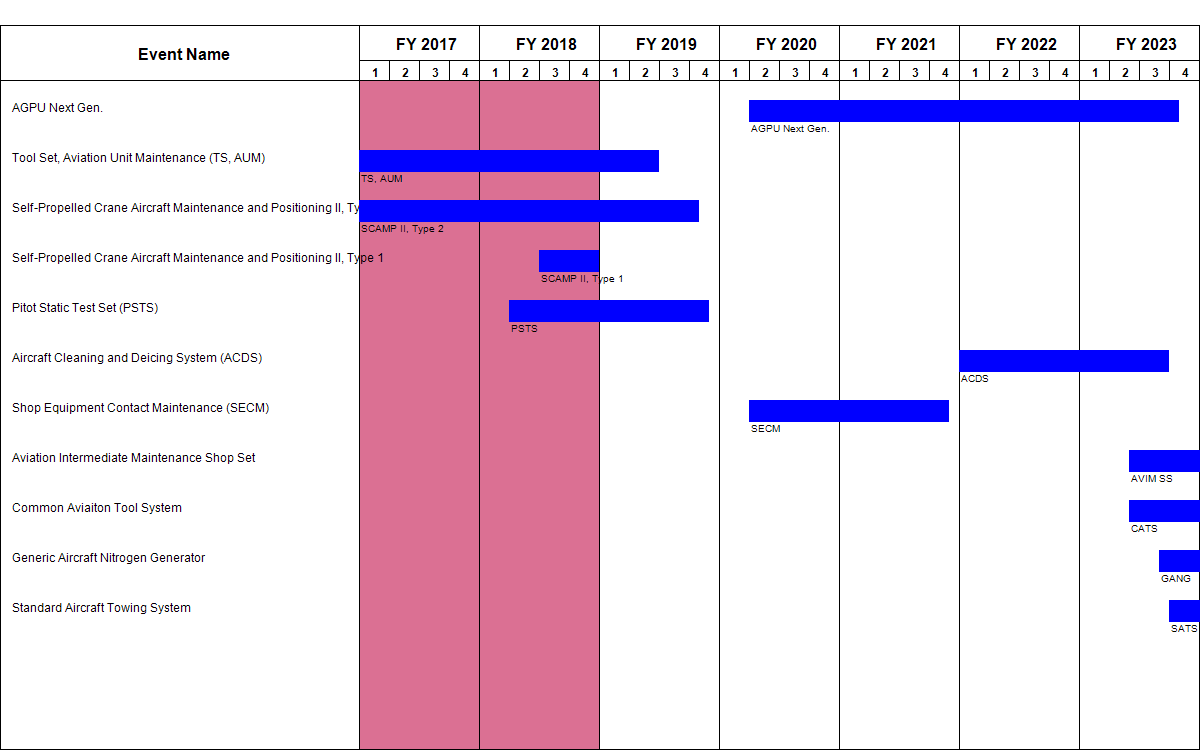 Event Name
FY 2017 FY 2018 FY 2019 FY 2020 FY 2021 FY 2022 FY 2023
1 2 3 4 1 2 3 4 1 2 3 4 1 2 3 4 1 2 3 4 1 2 3 4 1 2 3 4
AGPU Next Gen.
AGPU Next Gen.
Tool Set, Aviation Unit Maintenance (TS, AUM)
TS, AUM
Self-Propelled Crane Aircraft Maintenance and Positioning II, Ty
SCAMP II, Type 2
Self-Propelled Crane Aircraft Maintenance and Positioning II, Type 1
SCAMP II, Type 1
Pitot Static Test Set (PSTS)
PSTS
Aircraft Cleaning and Deicing System (ACDS)
ACDS
Shop Equipment Contact Maintenance (SECM)
SECM
Aviation Intermediate Maintenance Shop Set
AVIM SS
Common Aviaiton Tool System
CATS
Generic Aircraft Nitrogen Generator
GANG
Standard Aircraft Towing System
SATS